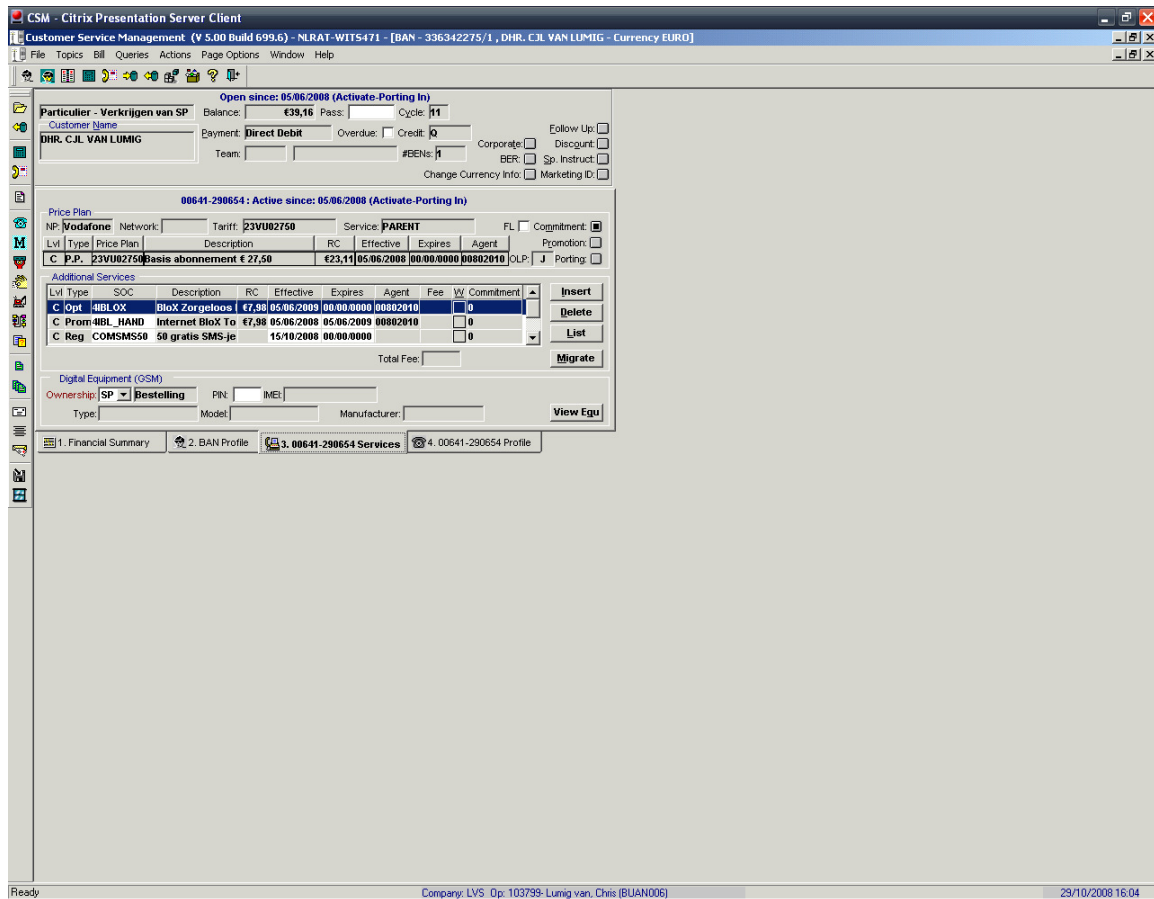 CSM - Citrix Presentation Server Client
Customer Service Management (V 5.00 Build 699.6) - NLRAT-WITS471 - [BAN - 336342275/1 , DHR. CJL VAN LUMIG - Currency EURO]
File Topics Bill Queries Actions Page Options Window Help
Open since: 05/06/2008 (Activate-Porting In)
Particulier - Verkrijgen van SP Balance: €39,16 Pass: Cycle: 11
Customer Name
DHR. CJL VAN LUMIG
Payment: Direct Debit Overdue: Credit: Q
Team: #BENs: 1
Follow Up:
Corporate: Discount:
BER: Sp. Instruct:
Change Currency Info: Marketing ID:
00641-290654 : Active since: 05/06/2008 (Activate-Porting In)
Price Plan
NP: Vodafone Network: Tariff: 23VU02750 Service: PARENT FL Commitment:
Lvl Type Price Plan Description RC Effective Expires Agent Promotion:
C P.P. 23VU02750 Basis abonnement € 27,50 €23,11 05/06/2008 00/00/0000 00802010 OLP: J Porting:
Additional Services
Lvl Type SOC Description RC Effective Expires Agent Fee W Commitment Insert
C Opt 4IBLOX BloX Zorgeloos €7,98 05/06/2009 00/00/0000 00802010 0
Delete
C Prom 4IBL_HAND Internet BloX To €7,98 05/06/2008 05/06/2009 00802010 0
C Reg COMSMS50 50 gratis SMS-je 15/10/2008 00/00/0000 0 List
Total Fee: Migrate
Digital Equipment (GSM)
Ownership: SP Bestelling PIN: IMEI:
Type: Model: Manufacturer: View Equ
1. Financial Summary 2. BAN Profile 3. 00641-290654 Services 4. 00641-290654 Profile
Ready Company: LVS Op: 103799- Lumig van, Chris (BUAN006) 29/10/2008 16:04